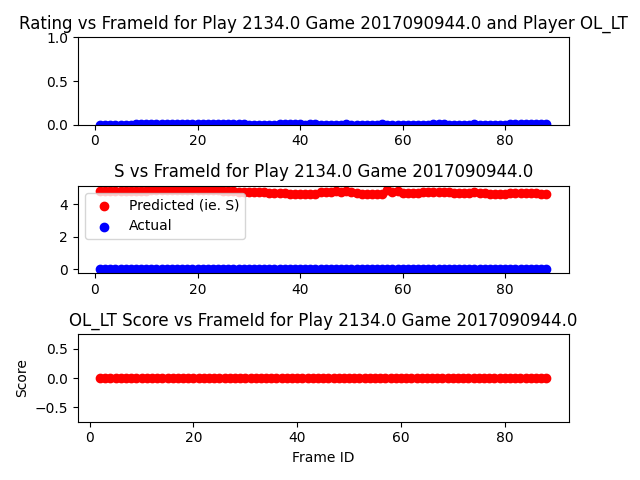 Rating vs FrameId for Play 2134.0 Game 2017090944.0 and Player OL_LT
1.0
0.5
0.0
0 20 40 60 80
S vs FrameId for Play 2134.0 Game 2017090944.0
4
2
0
Predicted (ie. S)
Actual
0 20 40 60 80
OL_LT Score vs FrameId for Play 2134.0 Game 2017090944.0
Score
0.5
0.0
−0.5
0 20 40 60 80
Frame ID